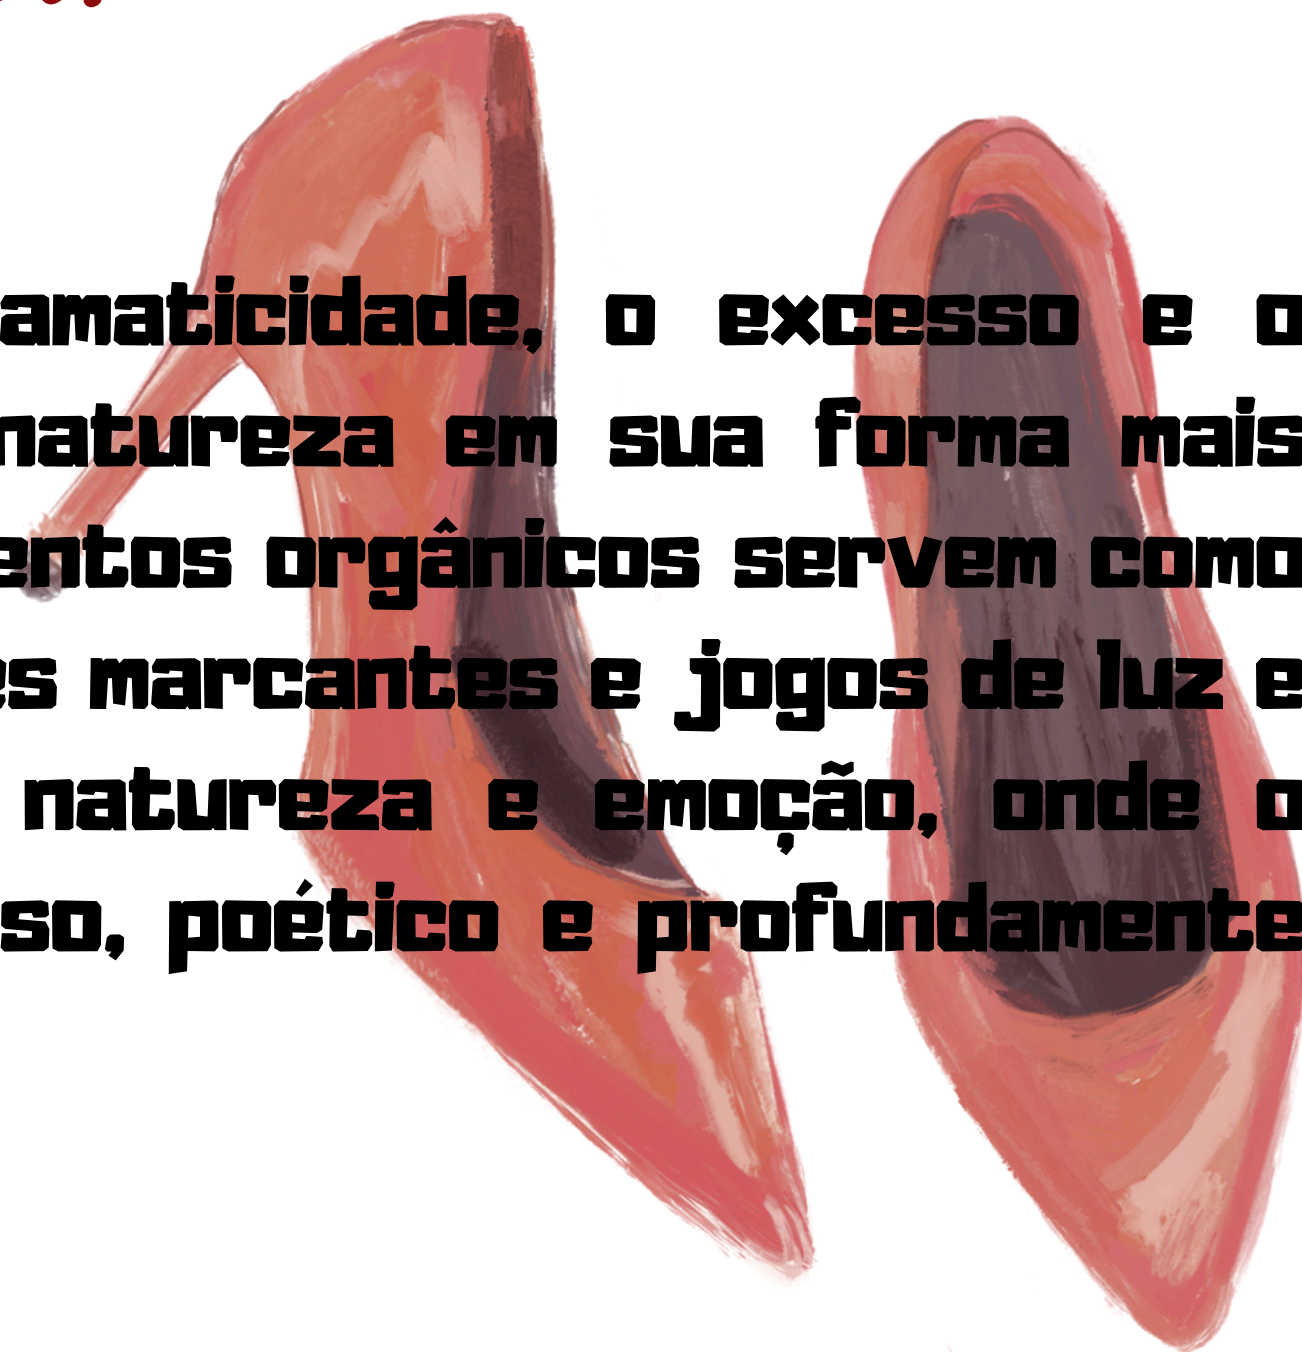 amaticidade, o excesso e o
natureza em sua forma mais
entos orgânicos servem como
es marcantes e jogos de luz e
natureza e emoção, onde o
so, poético e profundamente